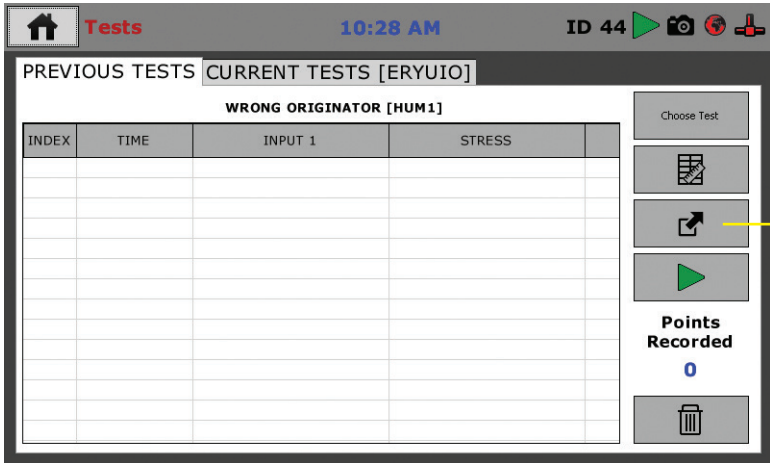 Tests 10:28 AM ID 44
PREVIOUS TESTS CURRENT TESTS [ERYUIO]
WRONG ORIGINATOR [HUM1]
Choose Test
INDEX TIME INPUT 1 STRESS
Points
Recorded
0